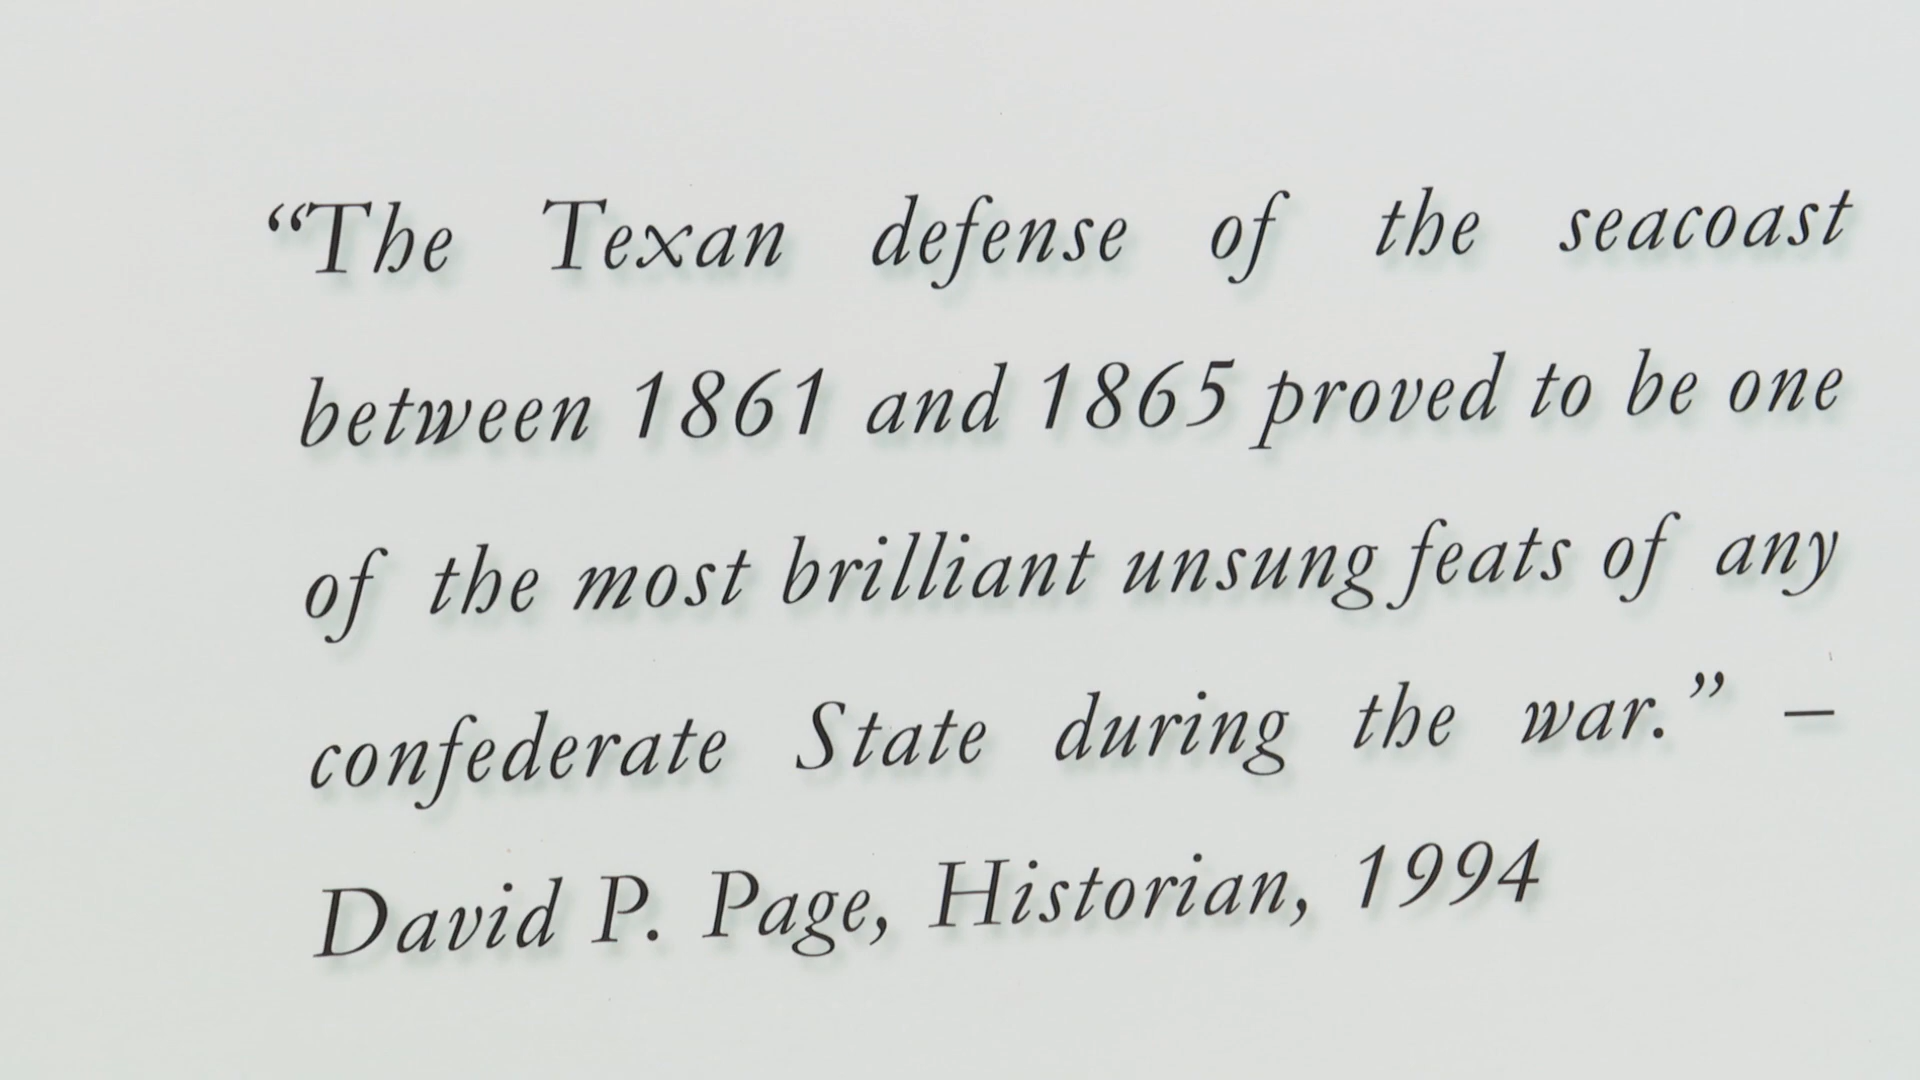 “The Texan defense of the seacoast
between 1861 and 1865 proved to be one
of the most brilliant unsung feats of any
confederate State during the war.” –
David P. Page, Historian, 1994